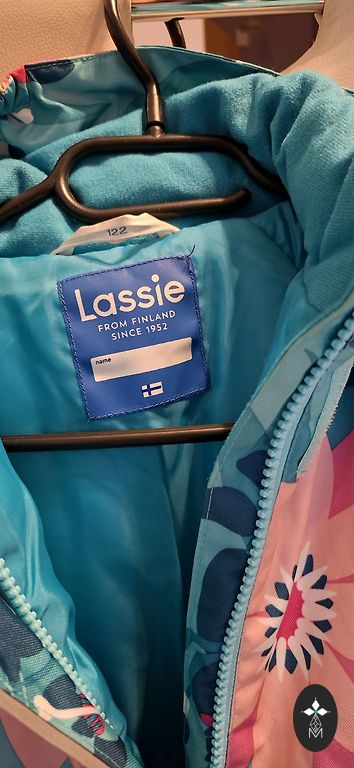 122
Lassie
FROM FINLAND
SINCE 1952
name
M